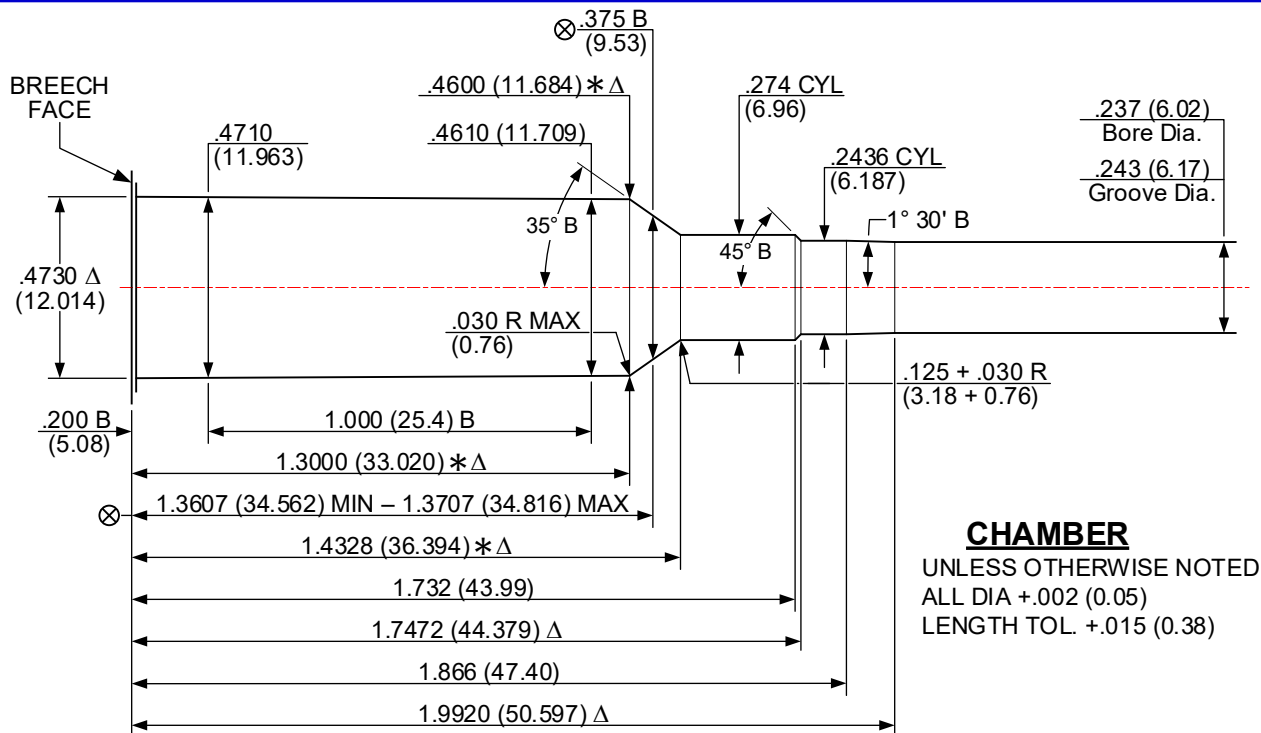 ⊗ .375 B
(9.53)
BREECH
FACE
.4600 (11.684) ∗ Δ
.274 CYL
(6.96)
.237 (6.02)
Bore Dia.
.4710
(11.963)
.4610 (11.709)
.2436 CYL
(6.187)
.243 (6.17)
Groove Dia.
35° B
45° B
1° 30' B
.4730 Δ
(12.014)
.030 R MAX
(0.76)
.125 + .030 R
(3.18 + 0.76)
.200 B
(5.08)
1.000 (25.4) B
1.3000 (33.020) ∗ Δ
⊗ 1.3607 (34.562) MIN – 1.3707 (34.816) MAX
1.4328 (36.394) ∗ Δ
1.732 (43.99)
1.7472 (44.379) Δ
1.866 (47.40)
1.9920 (50.597) Δ
CHAMBER
UNLESS OTHERWISE NOTED
ALL DIA +.002 (0.05)
LENGTH TOL. +.015 (0.38)